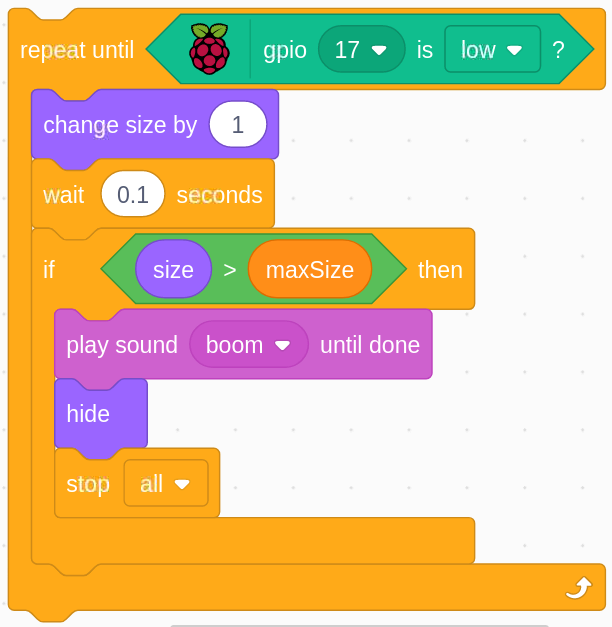 repeat until gpio 17 is low ?
change size by 1
wait 0.1 seconds
if size > maxSize then
play sound boom until done
hide
stop all